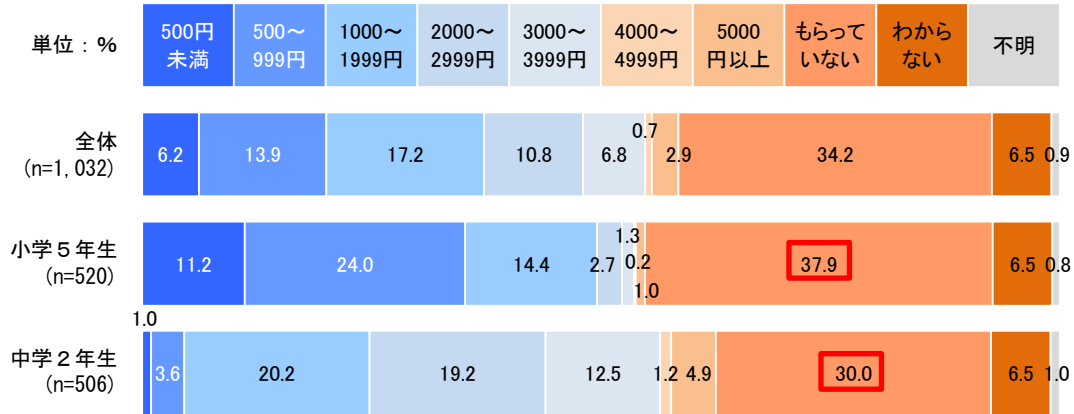 単位：%
500円
未満
500～
999円
1000～
1999円
2000～
2999円
3000～
3999円
4000～
4999円
5000
円以上
もらって
いない
わから
ない
不明
全体
(n=1,032)
6.2
13.9
17.2
10.8
6.8
0.7
2.9
34.2
6.5
0.9
小学５年生
(n=520)
11.2
24.0
14.4
2.7
1.3
0.2
1.0
37.9
6.5
0.8
中学２年生
(n=506)
1.0
3.6
20.2
19.2
12.5
1.2
4.9
30.0
6.5
1.0